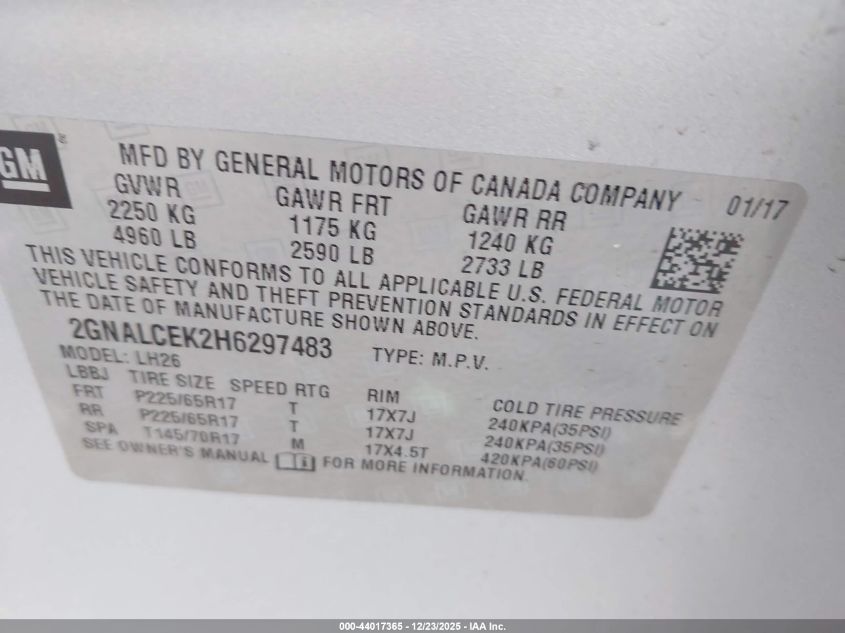 GM
MFD BY GENERAL MOTORS OF CANADA COMPANY 01/17
GVWR GAWR FRT GAWR RR
2250 KG 1175 KG 1240 KG
4960 LB 2590 LB 2733 LB
THIS VEHICLE CONFORMS TO ALL APPLICABLE U.S. FEDERAL MOTOR
VEHICLE SAFETY AND THEFT PREVENTION STANDARDS IN EFFECT ON
THE DATE OF MANUFACTURE SHOWN ABOVE.
2GNALCEK2H6297483 TYPE: M.P.V.
MODEL: LH26
LBBJ TIRE SIZE SPEED RTG RIM COLD TIRE PRESSURE
FRT P225/65R17 T 17X7J 240KPA(35PSI)
RR P225/65R17 T 17X7J 240KPA(35PSI)
SPA T145/70R17 M 17X4.5T 420KPA(60PSI)
SEE OWNER'S MANUAL FOR MORE INFORMATION.
000-44017365 - 12/23/2025 - IAA Inc.